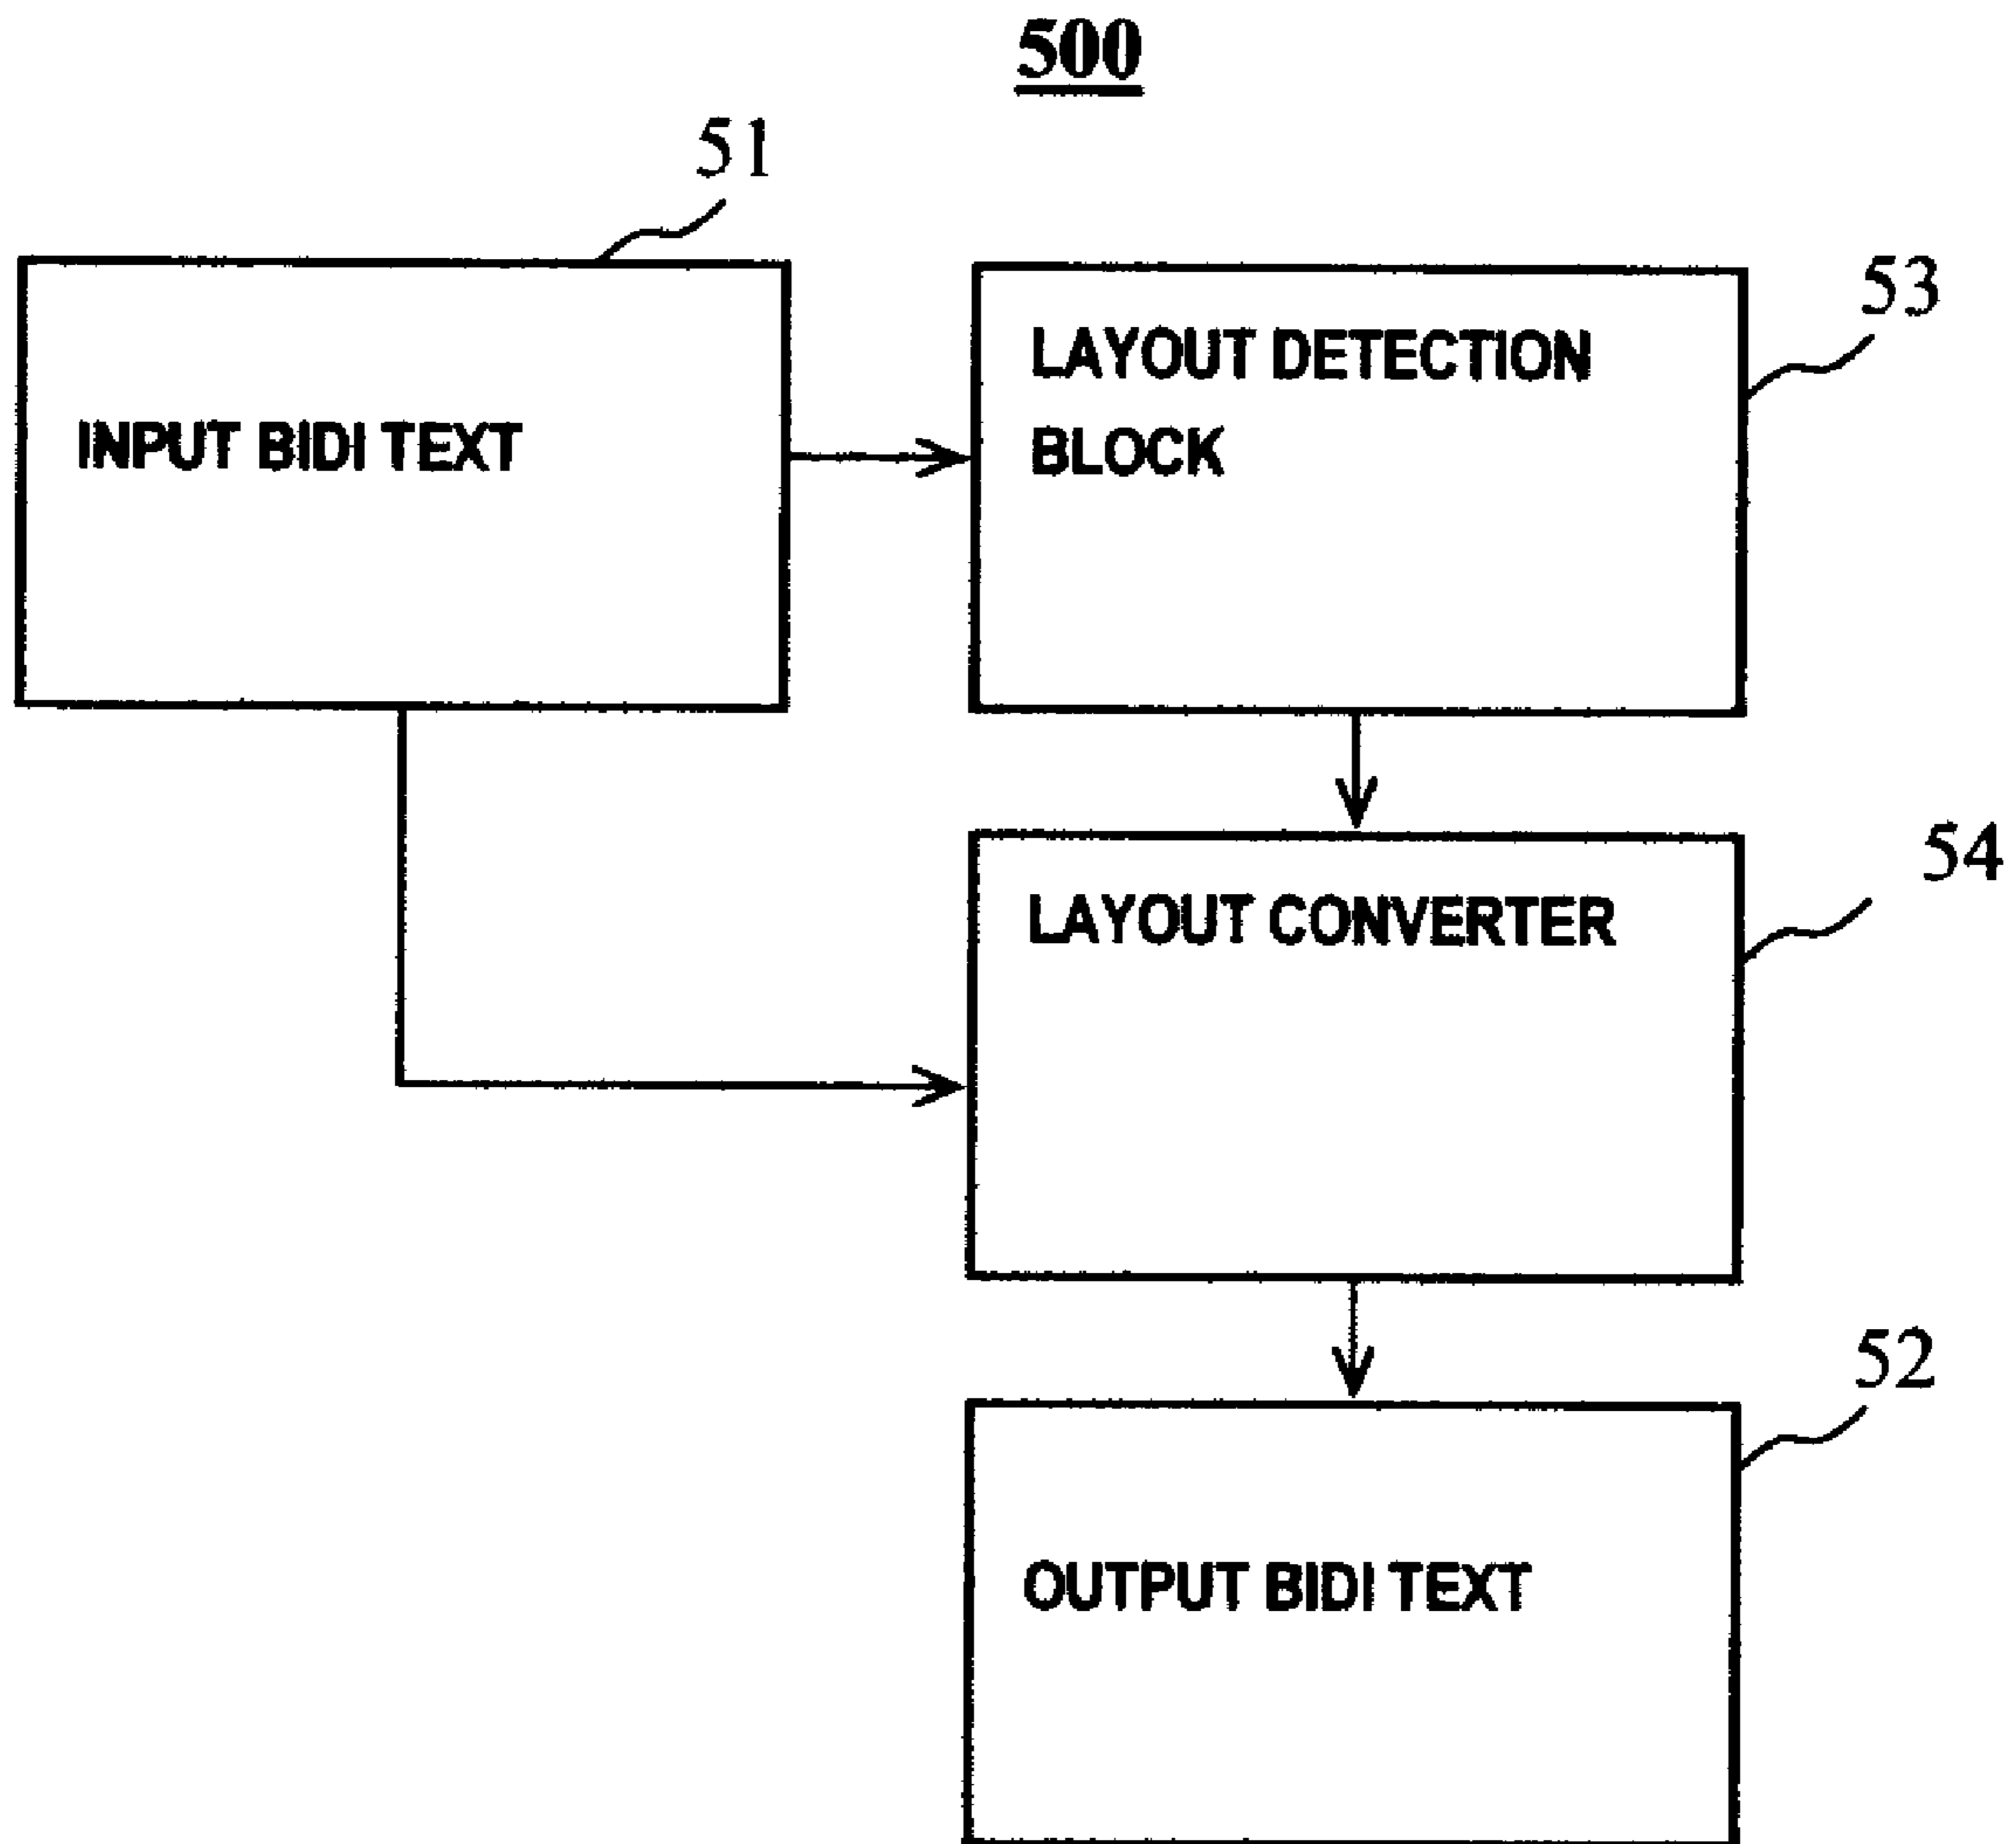 500
51
INPUT BIDI TEXT
53
LAYOUT DETECTION
BLOCK
54
LAYOUT CONVERTER
52
OUTPUT BIDI TEXT